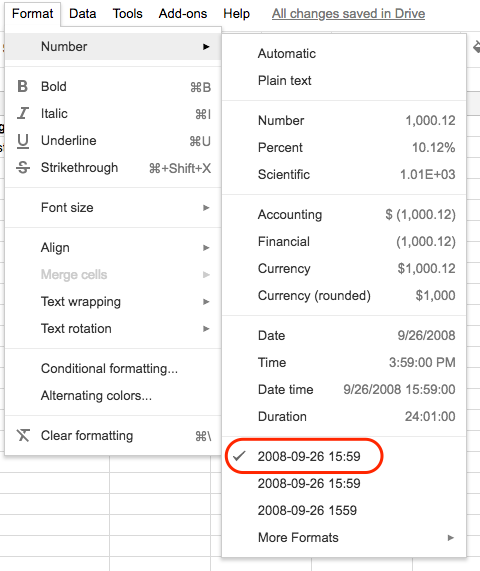 Format Data Tools Add-ons Help All changes saved in Drive
Number ►
B Bold ⌘B
I Italic ⌘I
U Underline ⌘U
S Strikethrough ⌘+Shift+X
Font size ►
Align ►
Merge cells ►
Text wrapping ►
Text rotation ►
Conditional formatting...
Alternating colors...
Clear formatting ⌘\
Automatic
Plain text
Number 1,000.12
Percent 10.12%
Scientific 1.01E+03
Accounting $ (1,000.12)
Financial (1,000.12)
Currency $1,000.12
Currency (rounded) $1,000
Date 9/26/2008
Time 3:59:00 PM
Date time 9/26/2008 15:59:00
Duration 24:01:00
✓ 2008-09-26 15:59
2008-09-26 15:59
2008-09-26 1559
More Formats ►